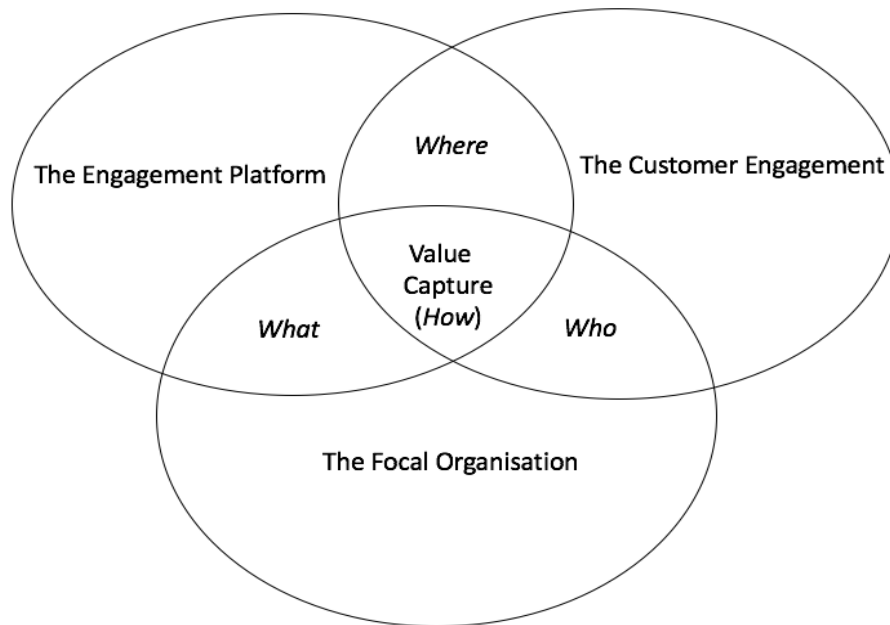 Where
The Engagement Platform
The Customer Engagement
Value
Capture
(How)
What
Who
The Focal Organisation